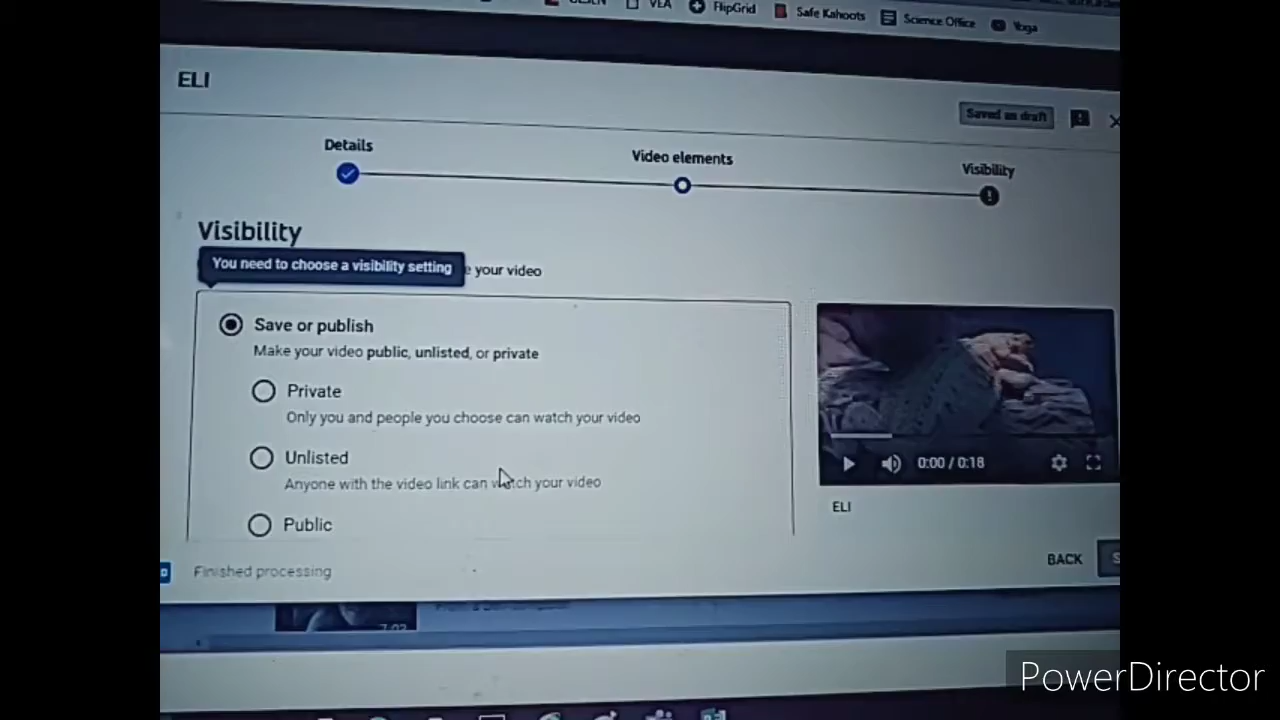 VLA FlipGrid Safe Kahoots Science Office Yoga
ELI
Saved as draft
Details Video elements Visibility
Visibility
You need to choose a visibility setting
e your video
Save or publish
Make your video public, unlisted, or private
Private
Only you and people you choose can watch your video
Unlisted
Anyone with the video link can watch your video
Public
0:00 / 0:18
ELI
BACK S
Finished processing
7:03
PowerDirector